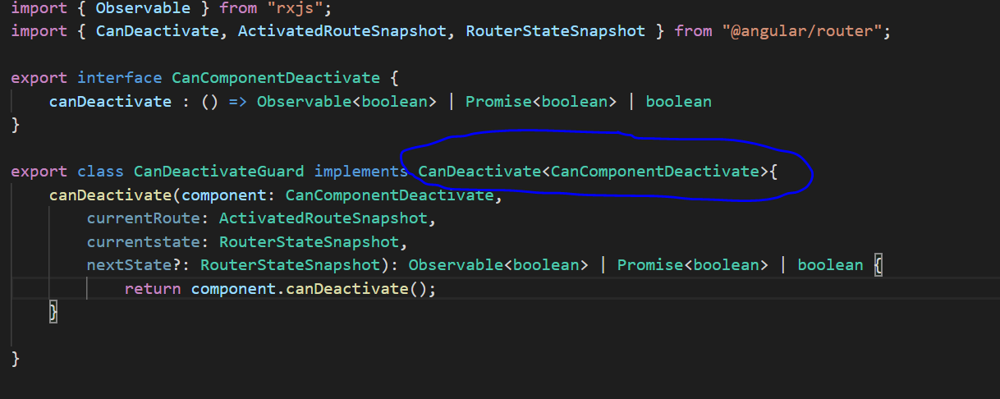 import { Observable } from "rxjs";
import { CanDeactivate, ActivatedRouteSnapshot, RouterStateSnapshot } from "@angular/router";
export interface CanComponentDeactivate {
canDeactivate : () => Observable<boolean> | Promise<boolean> | boolean
}
export class CanDeactivateGuard implements CanDeactivate<CanComponentDeactivate>{
canDeactivate(component: CanComponentDeactivate,
currentRoute: ActivatedRouteSnapshot,
currentstate: RouterStateSnapshot,
nextState?: RouterStateSnapshot): Observable<boolean> | Promise<boolean> | boolean {
return component.canDeactivate();
}
}